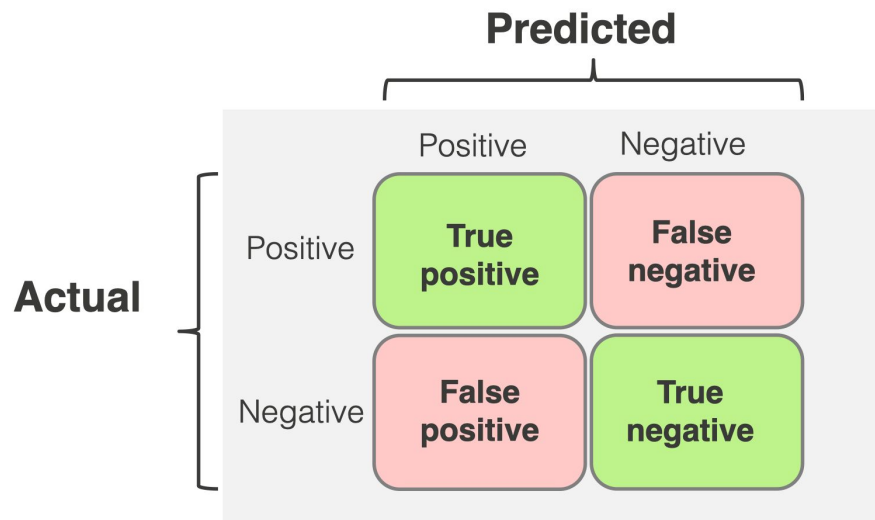 Predicted
Positive Negative
Positive
True
positive
False
negative
Actual
Negative
False
positive
True
negative